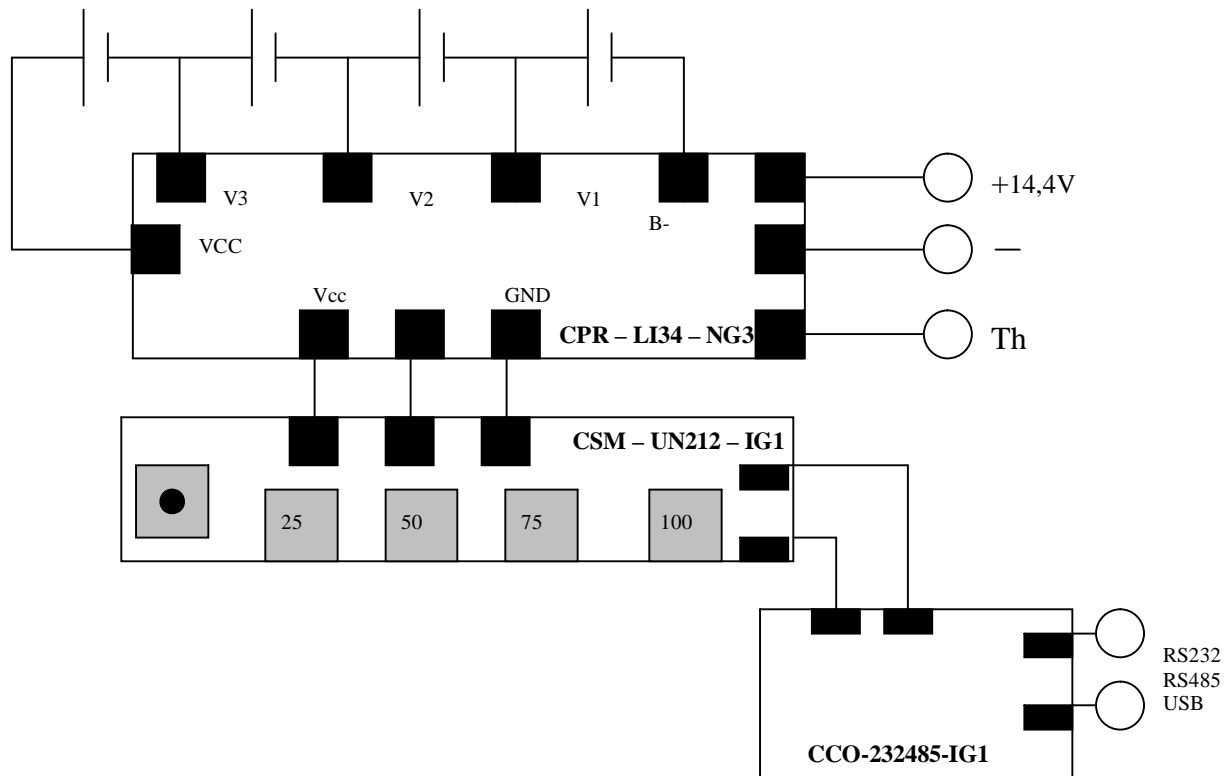 +14,4V
V3
V2
V1
B-
VCC
—
Vcc
GND
CPR – LI34 – NG3
Th
CSM – UN212 – IG1
25
50
75
100
RS232
RS485
USB
CCO-232485-IG1